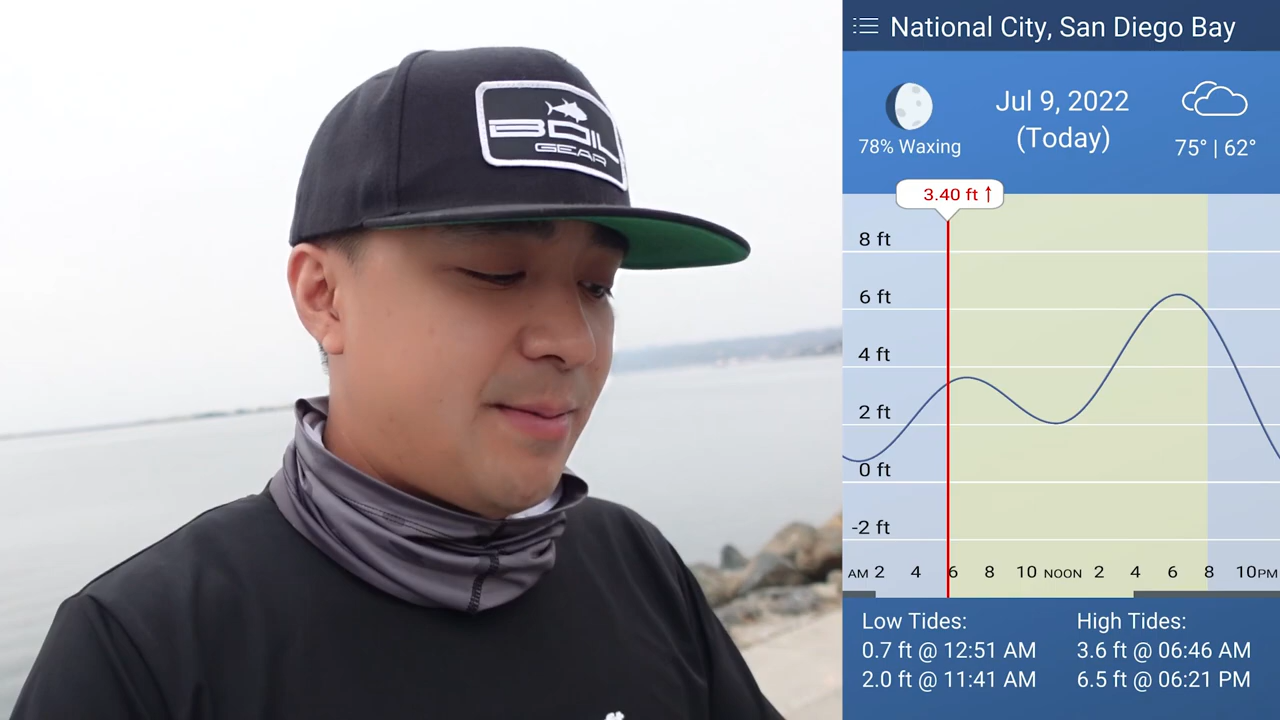 BOIL
GEAR
National City, San Diego Bay
Jul 9, 2022
(Today)
78% Waxing
75° | 62°
3.40 ft ↑
8 ft
6 ft
4 ft
2 ft
0 ft
-2 ft
AM 2 4 6 8 10 NOON 2 4 6 8 10PM
Low Tides:
0.7 ft @ 12:51 AM
2.0 ft @ 11:41 AM
High Tides:
3.6 ft @ 06:46 AM
6.5 ft @ 06:21 PM